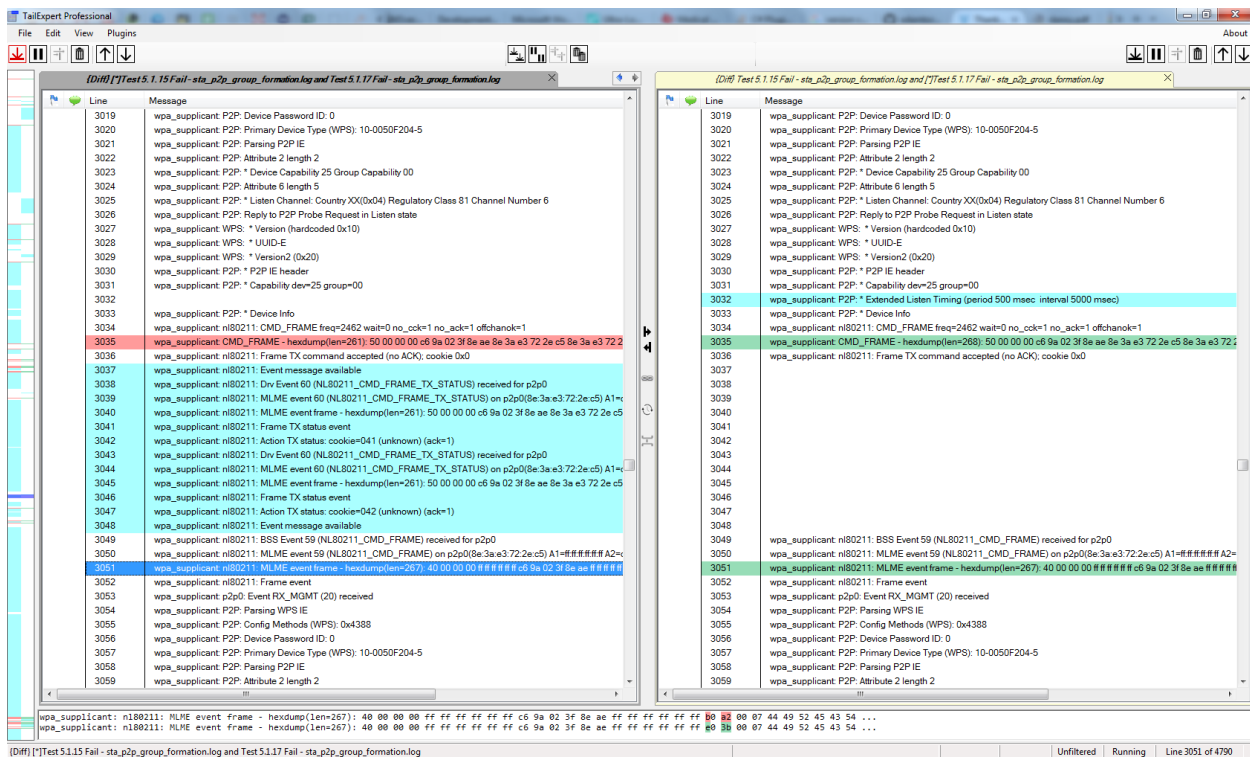 TailExpert Professional
File Edit View Plugins About
{Diff} [*]Test 5.1.15 Fail - sta_p2p_group_formation.log and Test 5.1.17 Fail - sta_p2p_group_formation.log
Line Message
3019 wpa_supplicant: P2P: Device Password ID: 0
3020 wpa_supplicant: P2P: Primary Device Type (WPS): 10-0050F204-5
3021 wpa_supplicant: P2P: Parsing P2P IE
3022 wpa_supplicant: P2P: Attribute 2 length 2
3023 wpa_supplicant: P2P: * Device Capability 25 Group Capability 00
3024 wpa_supplicant: P2P: Attribute 6 length 5
3025 wpa_supplicant: P2P: * Listen Channel: Country XX(0x04) Regulatory Class 81 Channel Number 6
3026 wpa_supplicant: P2P: Reply to P2P Probe Request in Listen state
3027 wpa_supplicant: WPS: * Version (hardcoded 0x10)
3028 wpa_supplicant: WPS: * UUID-E
3029 wpa_supplicant: WPS: * Version2 (0x20)
3030 wpa_supplicant: P2P: * P2P IE header
3031 wpa_supplicant: P2P: * Capability dev=25 group=00
3032
3033 wpa_supplicant: P2P: * Device Info
3034 wpa_supplicant: nl80211: CMD_FRAME freq=2462 wait=0 no_cck=1 no_ack=1 offchanok=1
3035 wpa_supplicant: CMD_FRAME - hexdump(len=261): 50 00 00 00 c6 9a 02 3f 8e ae 8e 3a e3 72 2e c5 8e 3a e3 72 2
3036 wpa_supplicant: nl80211: Frame TX command accepted (no ACK); cookie 0x0
3037 wpa_supplicant: nl80211: Event message available
3038 wpa_supplicant: nl80211: Drv Event 60 (NL80211_CMD_FRAME_TX_STATUS) received for p2p0
3039 wpa_supplicant: nl80211: MLME event 60 (NL80211_CMD_FRAME_TX_STATUS) on p2p0(8e:3a:e3:72:2e:c5) A1=c
3040 wpa_supplicant: nl80211: MLME event frame - hexdump(len=261): 50 00 00 00 c6 9a 02 3f 8e ae 8e 3a e3 72 2e c5
3041 wpa_supplicant: nl80211: Frame TX status event
3042 wpa_supplicant: nl80211: Action TX status: cookie=041 (unknown) (ack=1)
3043 wpa_supplicant: nl80211: Drv Event 60 (NL80211_CMD_FRAME_TX_STATUS) received for p2p0
3044 wpa_supplicant: nl80211: MLME event 60 (NL80211_CMD_FRAME_TX_STATUS) on p2p0(8e:3a:e3:72:2e:c5) A1=c
3045 wpa_supplicant: nl80211: MLME event frame - hexdump(len=261): 50 00 00 00 c6 9a 02 3f 8e ae 8e 3a e3 72 2e c5
3046 wpa_supplicant: nl80211: Frame TX status event
3047 wpa_supplicant: nl80211: Action TX status: cookie=042 (unknown) (ack=1)
3048 wpa_supplicant: nl80211: Event message available
3049 wpa_supplicant: nl80211: BSS Event 59 (NL80211_CMD_FRAME) received for p2p0
3050 wpa_supplicant: nl80211: MLME event 59 (NL80211_CMD_FRAME) on p2p0(8e:3a:e3:72:2e:c5) A1=ff:ff:ff:ff:ff:ff A2=c
3051 wpa_supplicant: nl80211: MLME event frame - hexdump(len=267): 40 00 00 00 ff ff ff ff ff ff c6 9a 02 3f 8e ae ff ff ff ff ff
3052 wpa_supplicant: nl80211: Frame event
3053 wpa_supplicant: p2p0: Event RX_MGMT (20) received
3054 wpa_supplicant: P2P: Parsing WPS IE
3055 wpa_supplicant: P2P: Config Methods (WPS): 0x4388
3056 wpa_supplicant: P2P: Device Password ID: 0
3057 wpa_supplicant: P2P: Primary Device Type (WPS): 10-0050F204-5
3058 wpa_supplicant: P2P: Parsing P2P IE
3059 wpa_supplicant: P2P: Attribute 2 length 2
{Diff} Test 5.1.15 Fail - sta_p2p_group_formation.log and [*]Test 5.1.17 Fail - sta_p2p_group_formation.log
Line Message
3019 wpa_supplicant: P2P: Device Password ID: 0
3020 wpa_supplicant: P2P: Primary Device Type (WPS): 10-0050F204-5
3021 wpa_supplicant: P2P: Parsing P2P IE
3022 wpa_supplicant: P2P: Attribute 2 length 2
3023 wpa_supplicant: P2P: * Device Capability 25 Group Capability 00
3024 wpa_supplicant: P2P: Attribute 6 length 5
3025 wpa_supplicant: P2P: * Listen Channel: Country XX(0x04) Regulatory Class 81 Channel Number 6
3026 wpa_supplicant: P2P: Reply to P2P Probe Request in Listen state
3027 wpa_supplicant: WPS: * Version (hardcoded 0x10)
3028 wpa_supplicant: WPS: * UUID-E
3029 wpa_supplicant: WPS: * Version2 (0x20)
3030 wpa_supplicant: P2P: * P2P IE header
3031 wpa_supplicant: P2P: * Capability dev=25 group=00
3032 wpa_supplicant: P2P: * Extended Listen Timing (period 500 msec interval 5000 msec)
3033 wpa_supplicant: P2P: * Device Info
3034 wpa_supplicant: nl80211: CMD_FRAME freq=2462 wait=0 no_cck=1 no_ack=1 offchanok=1
3035 wpa_supplicant: CMD_FRAME - hexdump(len=268): 50 00 00 00 c6 9a 02 3f 8e ae 8e 3a e3 72 2e c5 8e 3a e3 72 2
3036 wpa_supplicant: nl80211: Frame TX command accepted (no ACK); cookie 0x0
3037
3038
3039
3040
3041
3042
3043
3044
3045
3046
3047
3048
3049 wpa_supplicant: nl80211: BSS Event 59 (NL80211_CMD_FRAME) received for p2p0
3050 wpa_supplicant: nl80211: MLME event 59 (NL80211_CMD_FRAME) on p2p0(8e:3a:e3:72:2e:c5) A1=ff:ff:ff:ff:ff:ff A2=
3051 wpa_supplicant: nl80211: MLME event frame - hexdump(len=267): 40 00 00 00 ff ff ff ff ff ff c6 9a 02 3f 8e ae ff ff ff ff ff
3052 wpa_supplicant: nl80211: Frame event
3053 wpa_supplicant: p2p0: Event RX_MGMT (20) received
3054 wpa_supplicant: P2P: Parsing WPS IE
3055 wpa_supplicant: P2P: Config Methods (WPS): 0x4388
3056 wpa_supplicant: P2P: Device Password ID: 0
3057 wpa_supplicant: P2P: Primary Device Type (WPS): 10-0050F204-5
3058 wpa_supplicant: P2P: Parsing P2P IE
3059 wpa_supplicant: P2P: Attribute 2 length 2
wpa_supplicant: nl80211: MLME event frame - hexdump(len=267): 40 00 00 00 ff ff ff ff ff ff c6 9a 02 3f 8e ae ff ff ff ff ff ff b0 a2 00 07 44 49 52 45 43 54 ...
wpa_supplicant: nl80211: MLME event frame - hexdump(len=267): 40 00 00 00 ff ff ff ff ff ff c6 9a 02 3f 8e ae ff ff ff ff ff ff e0 3b 00 07 44 49 52 45 43 54 ...
{Diff} [*]Test 5.1.15 Fail - sta_p2p_group_formation.log and Test 5.1.17 Fail - sta_p2p_group_formation.log Unfiltered Running Line 3051 of 4790